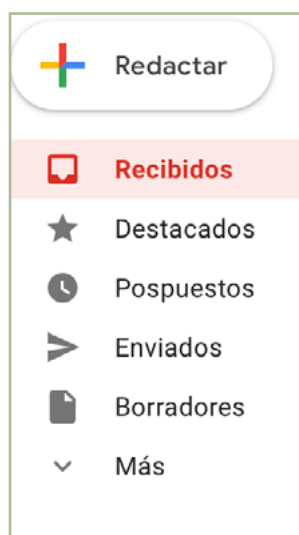 Redactar
Recibidos
Destacados
Pospuestos
Enviados
Borradores
Más